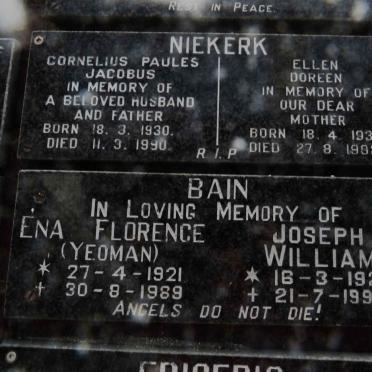 REST IN PEACE.
NIEKERK
CORNELIUS PAULES
JACOBUS
IN MEMORY OF
A BELOVED HUSBAND
AND FATHER
BORN 18. 3. 1930.
DIED 11. 3. 1990.
ELLEN
DOREEN
IN MEMORY OF
OUR DEAR
MOTHER
BORN 18. 4. 193
DIED 27. 8. 199
R.I.P
BAIN
IN LOVING MEMORY OF
ENA FLORENCE
(YEOMAN)
* 27-4-1921
† 30-8-1989
JOSEPH
WILLIAM
* 16-3-192
† 21-7-199
ANGELS DO NOT DIE!